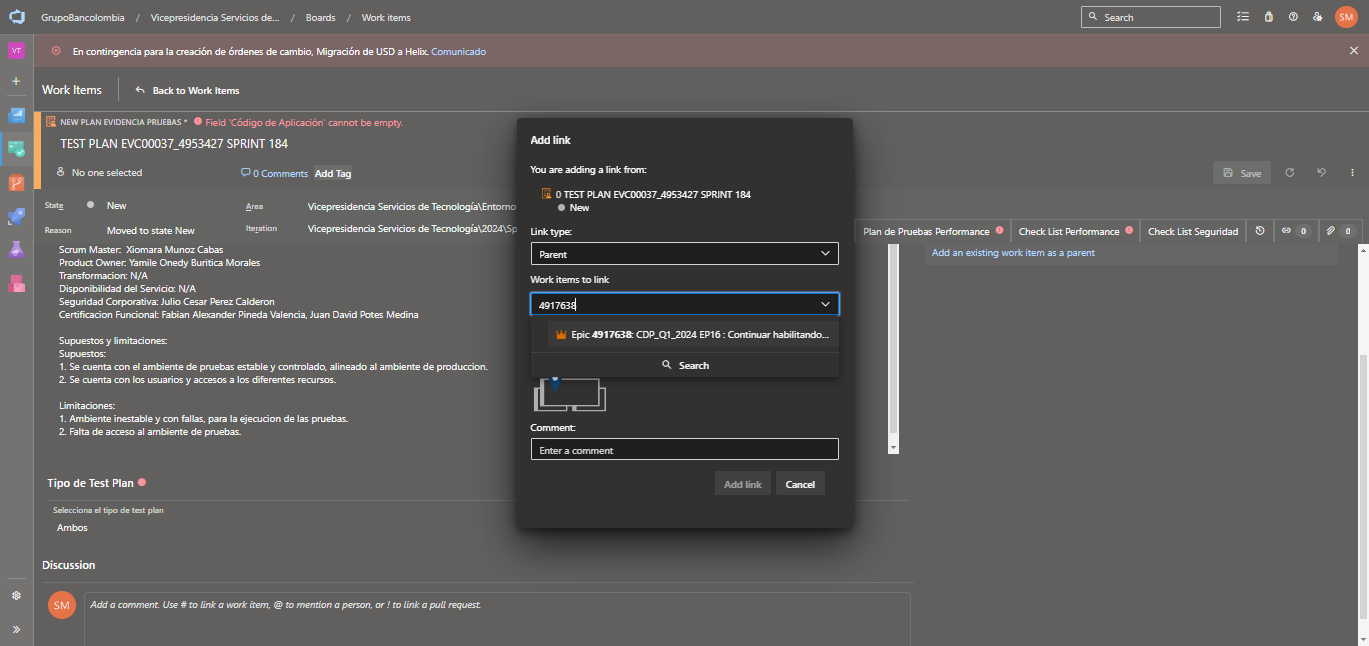 GrupoBancolombia / Vicepresidencia Servicios de... / Boards / Work items
Search
SM
VT
En contingencia para la creación de órdenes de cambio, Migración de USD a Helix. Comunicado
Work Items
Back to Work Items
NEW PLAN EVIDENCIA PRUEBAS *
Field 'Código de Aplicación' cannot be empty.
TEST PLAN EVC00037_4953427 SPRINT 184
No one selected
0 Comments
Add Tag
Save
State
New
Area
Vicepresidencia Servicios de Tecnología\Entorno
Reason
Moved to state New
Iteration
Vicepresidencia Servicios de Tecnología\2024\Sp
Plan de Pruebas Performance
Check List Performance
Check List Seguridad
0
0
Scrum Master: Xiomara Munoz Cabas
Product Owner: Yamile Onedy Buritica Morales
Transformacion: N/A
Disponibilidad del Servicio: N/A
Seguridad Corporativa: Julio Cesar Perez Calderon
Certificacion Funcional: Fabian Alexander Pineda Valencia, Juan David Potes Medina
Supuestos y limitaciones:
Supuestos:
1. Se cuenta con el ambiente de pruebas estable y controlado, alineado al ambiente de produccion.
2. Se cuenta con los usuarios y accesos a los diferentes recursos.
Limitaciones:
1. Ambiente inestable y con fallas, para la ejecucion de las pruebas.
2. Falta de acceso al ambiente de pruebas.
Add an existing work item as a parent
Tipo de Test Plan
Selecciona el tipo de test plan
Ambos
Discussion
SM
Add a comment. Use # to link a work item, @ to mention a person, or ! to link a pull request.
Add link
You are adding a link from:
0 TEST PLAN EVC00037_4953427 SPRINT 184
New
Link type:
Parent
Work items to link
4917638
Epic 4917638: CDP_Q1_2024 EP16 : Continuar habilitando...
Search
Comment:
Enter a comment
Add link
Cancel